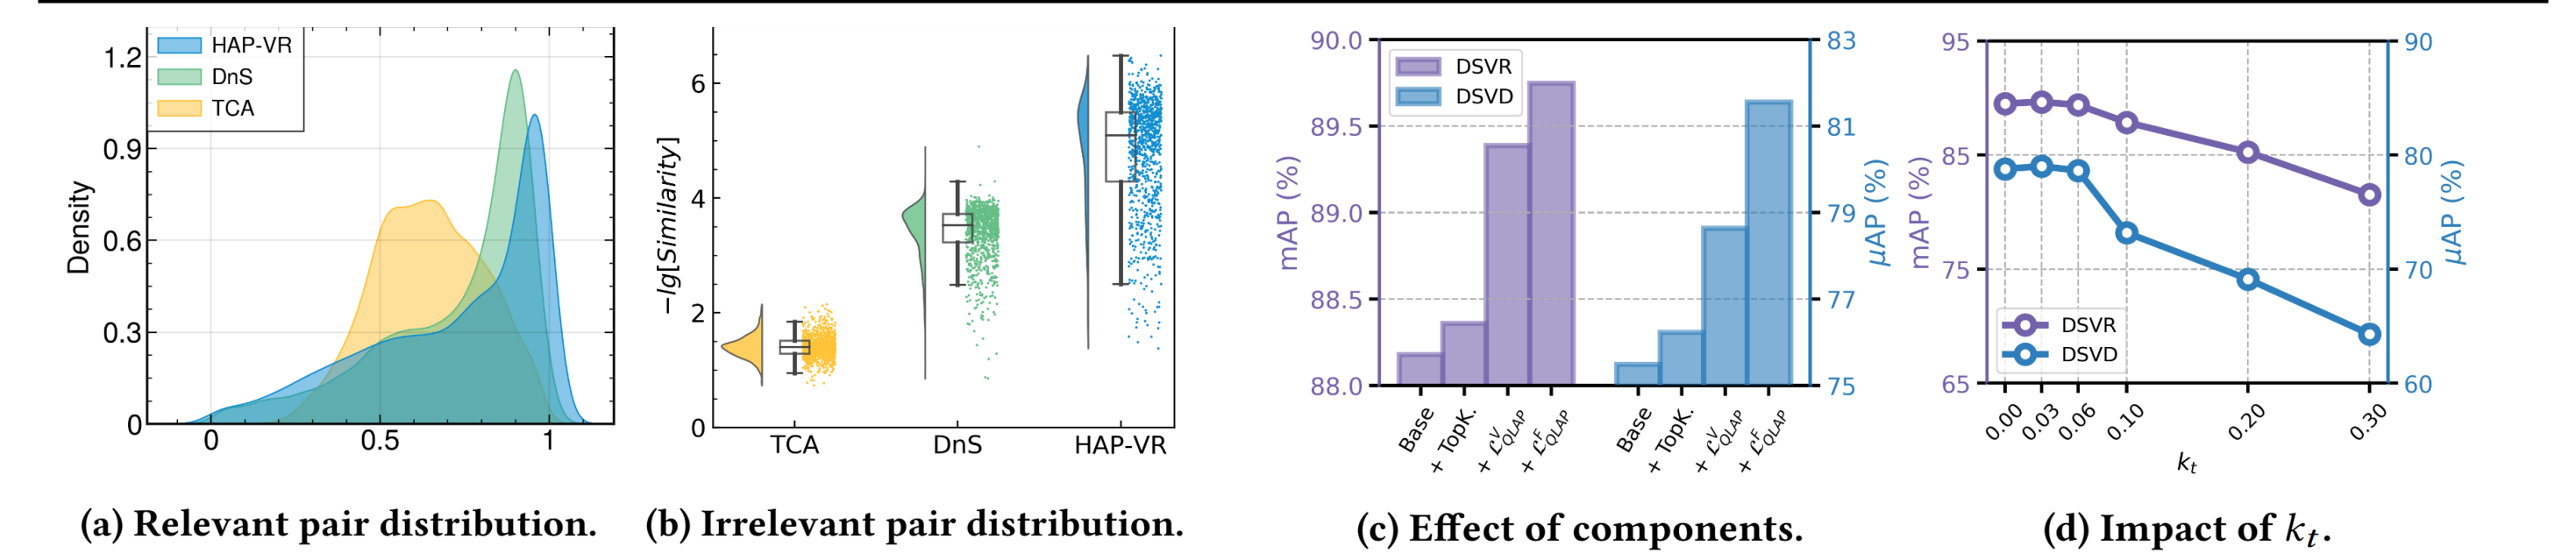 HAP-VR
DnS
TCA
1.2
0.9
0.6
0.3
0
Density
0 0.5 1
(a) Relevant pair distribution.
6
4
2
0
−lg[Similarity]
TCA DnS HAP-VR
(b) Irrelevant pair distribution.
DSVR
DSVD
90.0
89.5
89.0
88.5
88.0
mAP (%)
83
81
79
77
75
μAP (%)
Base
+ TopK.
+ ℒ^V_QLAP
+ ℒ^F_QLAP
Base
+ TopK.
+ ℒ^V_QLAP
+ ℒ^F_QLAP
(c) Effect of components.
95
85
75
65
mAP (%)
90
80
70
60
μAP (%)
DSVR
DSVD
0.00 0.03 0.06 0.10 0.20 0.30
k_t
(d) Impact of k_t.